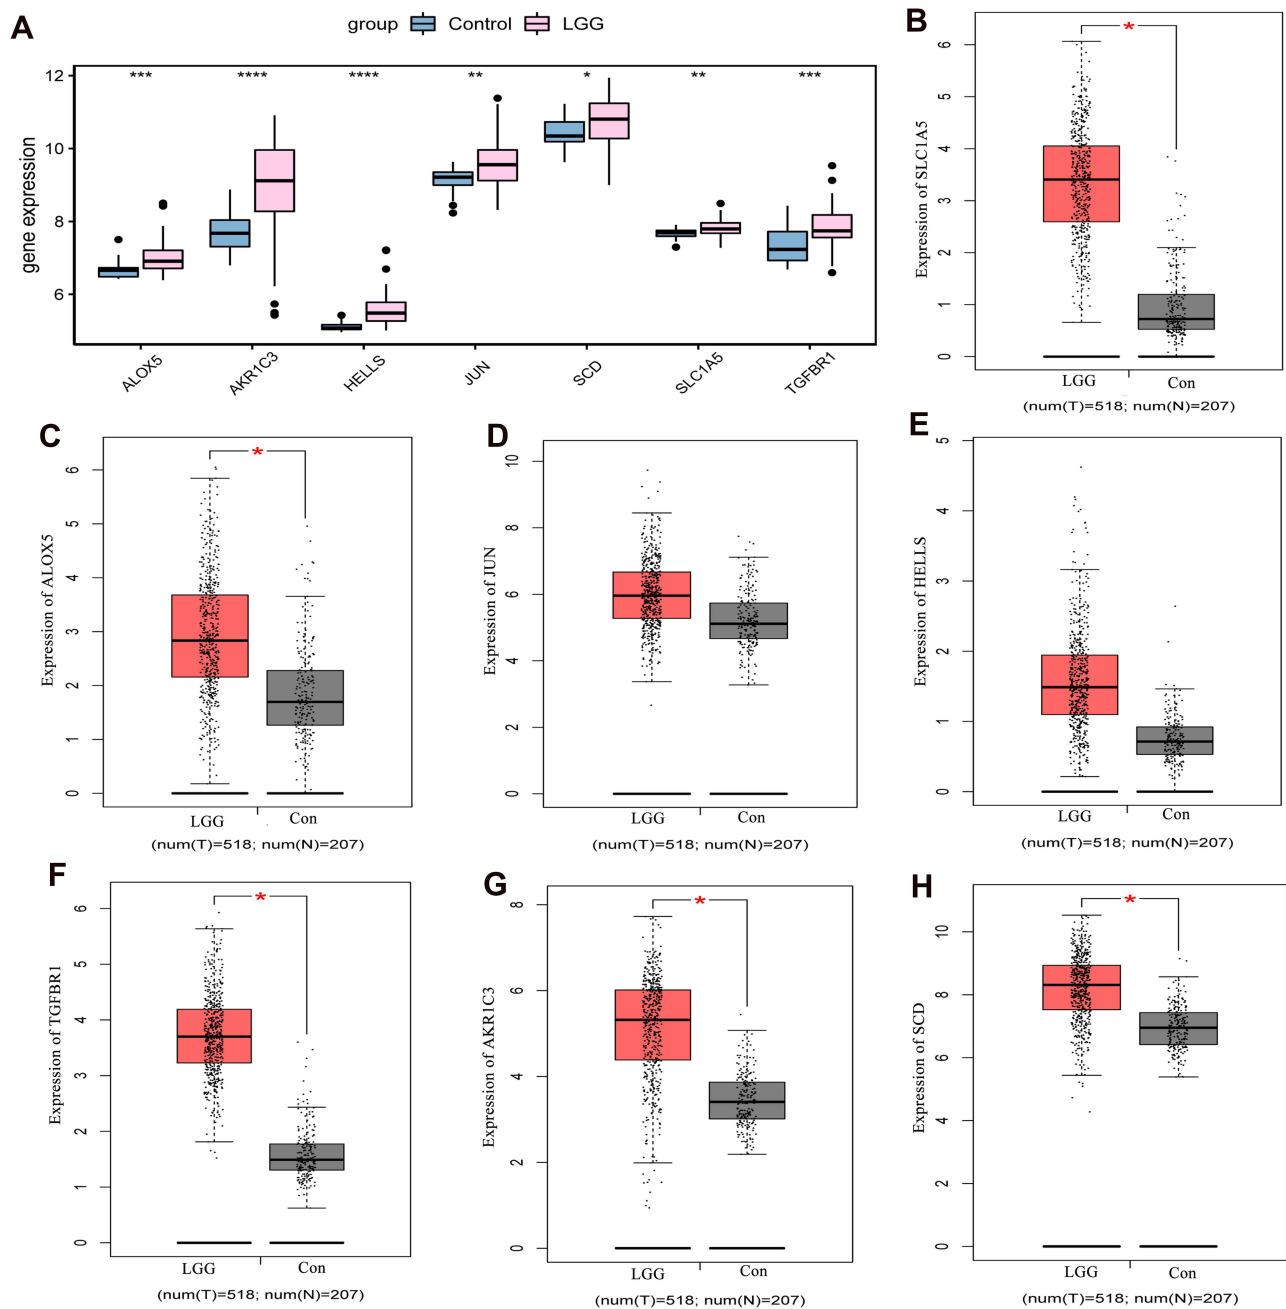 A
group Control LGG
gene expression
12
10
8
6
*** **** **** ** * ** ***
ALOX5 AKR1C3 HELLS JUN SCD SLC1A5 TGFBR1
B
Expression of SLC1A5
6
5
4
3
2
1
0
*
LGG Con
(num(T)=518; num(N)=207)
C
Expression of ALOX5
6
5
4
3
2
1
0
*
LGG Con
(num(T)=518; num(N)=207)
D
Expression of JUN
10
8
6
4
2
0
LGG Con
(num(T)=518; num(N)=207)
E
Expression of HELLS
5
4
3
2
1
0
LGG Con
(num(T)=518; num(N)=207)
F
Expression of TGFBR1
6
5
4
3
2
1
0
*
LGG Con
(num(T)=518; num(N)=207)
G
Expression of AKR1C3
8
6
4
2
0
*
LGG Con
(num(T)=518; num(N)=207)
H
Expression of SCD
10
8
6
4
2
0
*
LGG Con
(num(T)=518; num(N)=207)